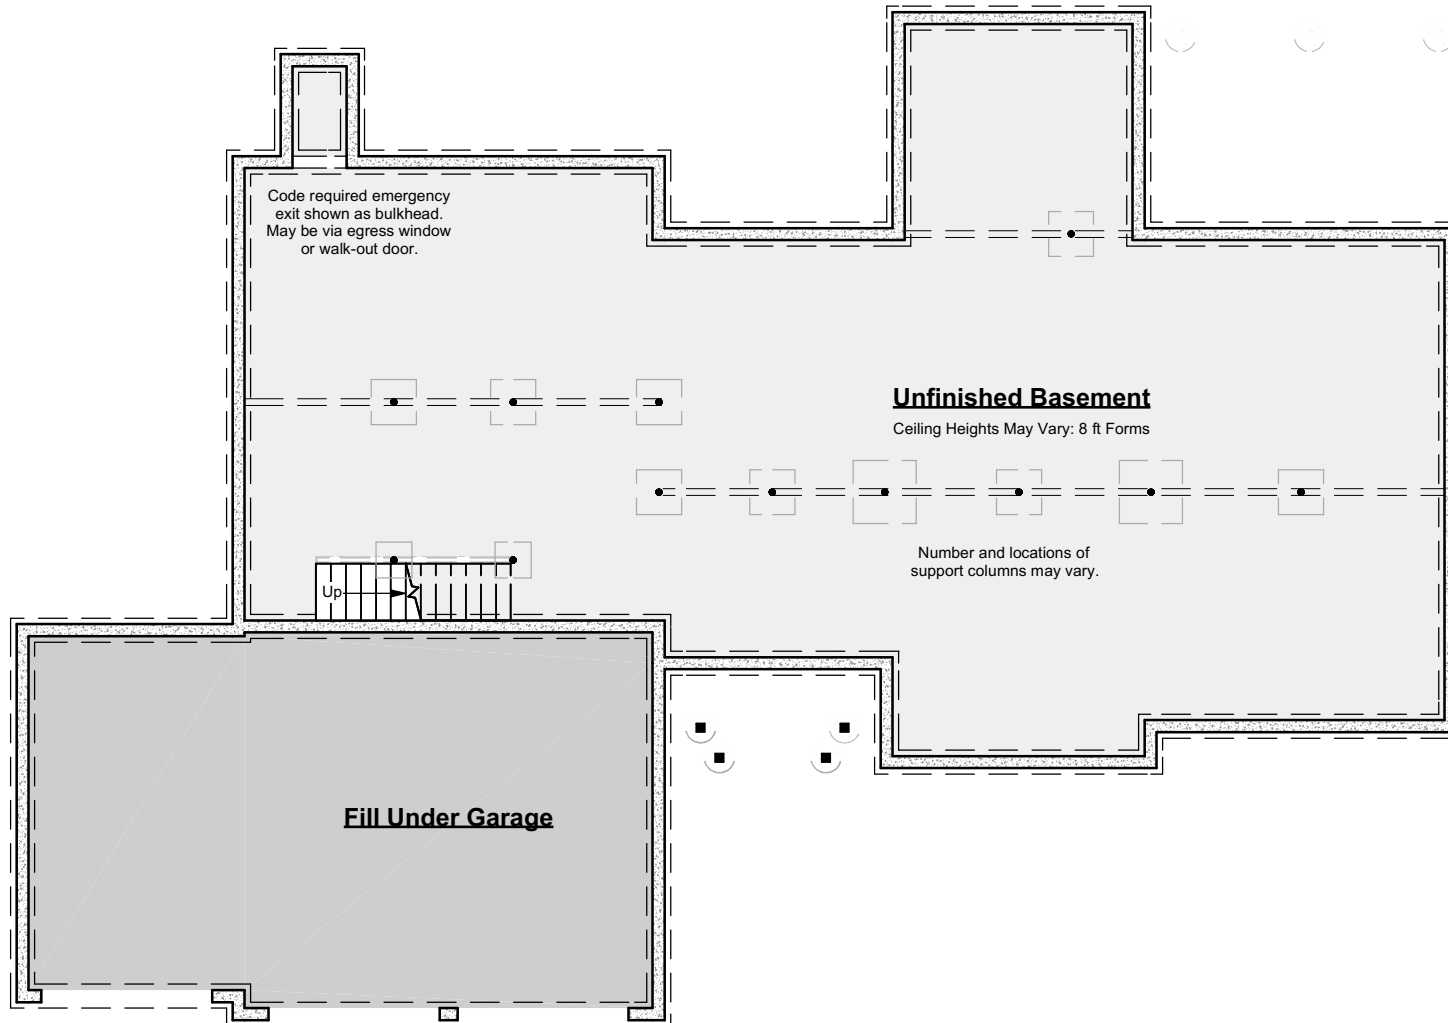 Code required emergency
exit shown as bulkhead.
May be via egress window
or walk-out door.
Unfinished Basement
Ceiling Heights May Vary: 8 ft Forms
Number and locations of
support columns may vary.
Up
Fill Under Garage